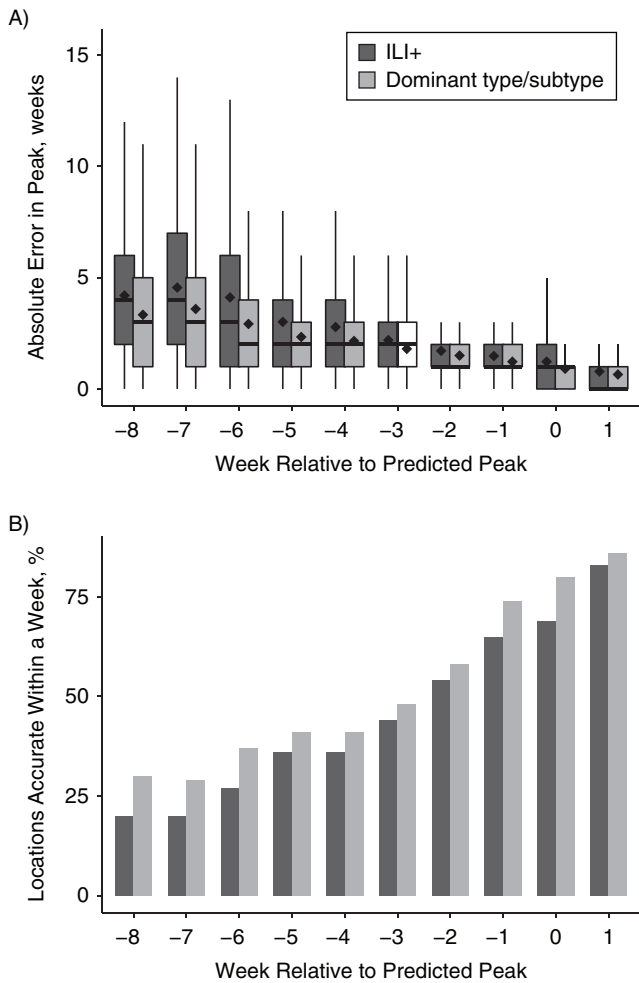 A)
15
10
5
0
Absolute Error in Peak, weeks
ILI+
Dominant type/subtype
−8 −7 −6 −5 −4 −3 −2 −1 0 1
Week Relative to Predicted Peak
B)
75
50
25
0
Locations Accurate Within a Week, %
−8 −7 −6 −5 −4 −3 −2 −1 0 1
Week Relative to Predicted Peak